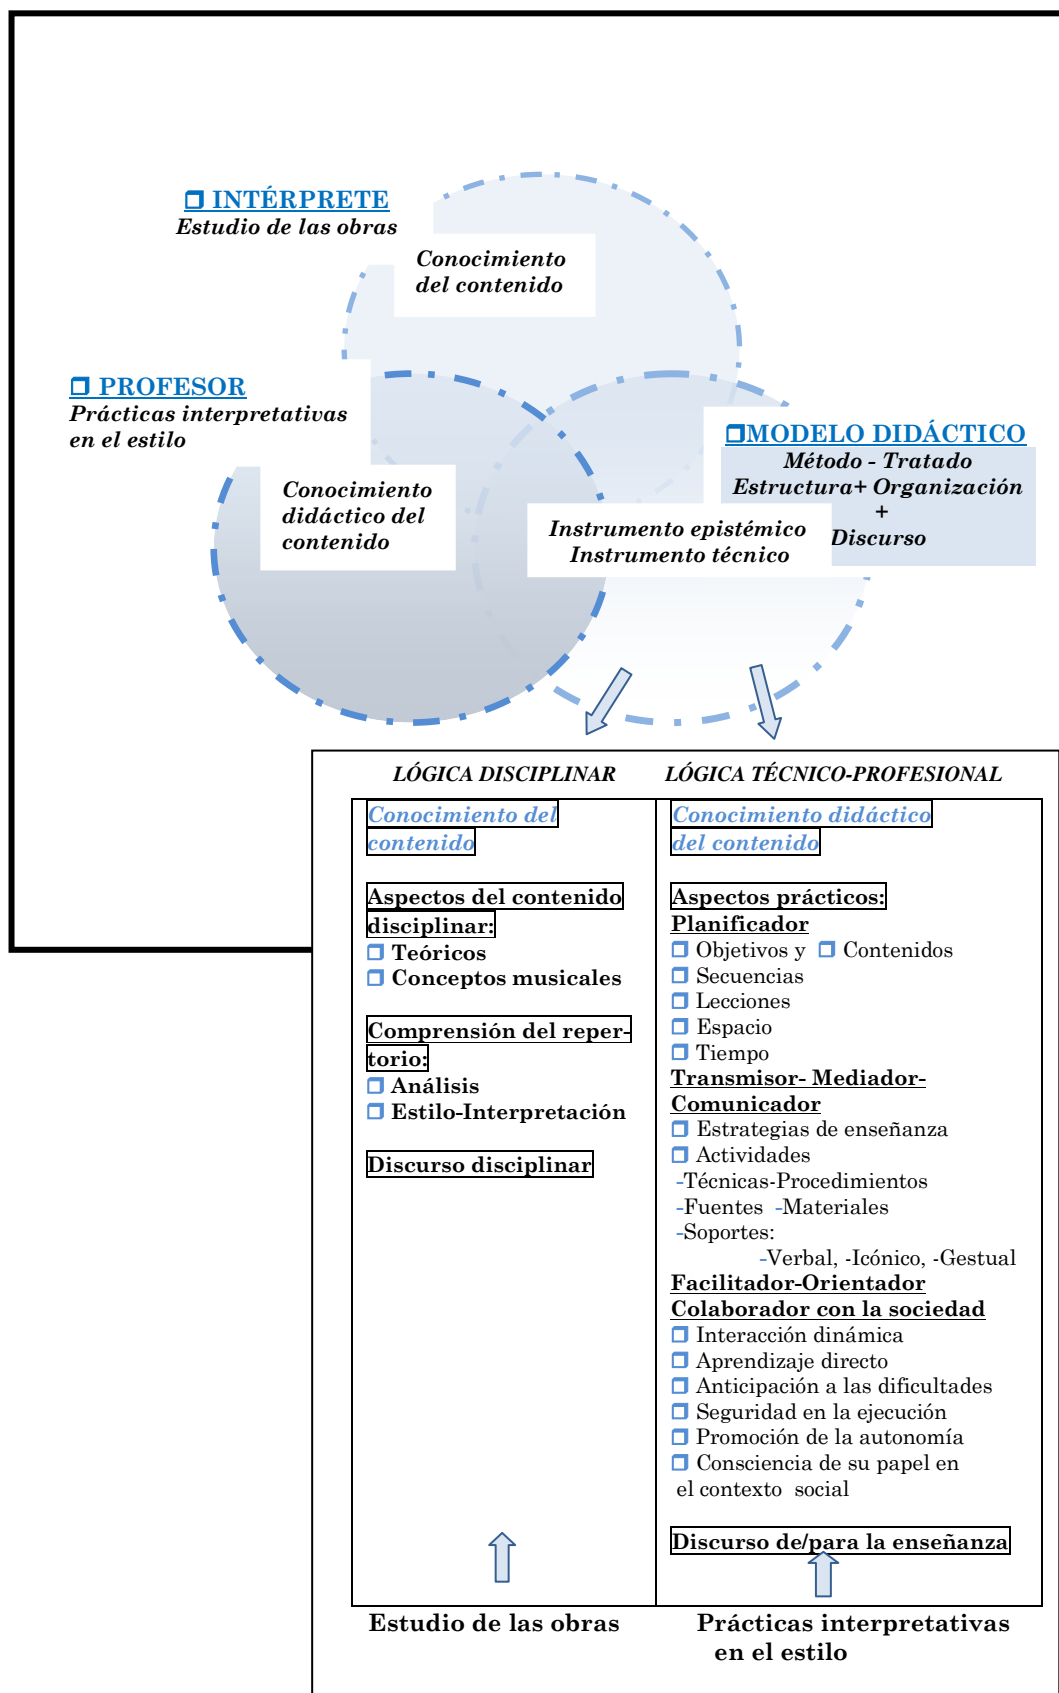 ❒ INTÉRPRETE
Estudio de las obras
Conocimiento
del contenido
❒ PROFESOR
Prácticas interpretativas
en el estilo
Conocimiento
didáctico del
contenido
❒MODELO DIDÁCTICO
Método - Tratado
Estructura+ Organización
+
Discurso
Instrumento epistémico
Instrumento técnico
LÓGICA DISCIPLINAR
Conocimiento del
contenido
Aspectos del contenido
disciplinar:
❒ Teóricos
❒ Conceptos musicales
Comprensión del reper-
torio:
❒ Análisis
❒ Estilo-Interpretación
Discurso disciplinar
Estudio de las obras
LÓGICA TÉCNICO-PROFESIONAL
Conocimiento didáctico
del contenido
Aspectos prácticos:
Planificador
❒ Objetivos y ❒ Contenidos
❒ Secuencias
❒ Lecciones
❒ Espacio
❒ Tiempo
Transmisor- Mediador-
Comunicador
❒ Estrategias de enseñanza
❒ Actividades
-Técnicas-Procedimientos
-Fuentes -Materiales
-Soportes:
-Verbal, -Icónico, -Gestual
Facilitador-Orientador
Colaborador con la sociedad
❒ Interacción dinámica
❒ Aprendizaje directo
❒ Anticipación a las dificultades
❒ Seguridad en la ejecución
❒ Promoción de la autonomía
❒ Consciencia de su papel en
el contexto social
Discurso de/para la enseñanza
Prácticas interpretativas
en el estilo